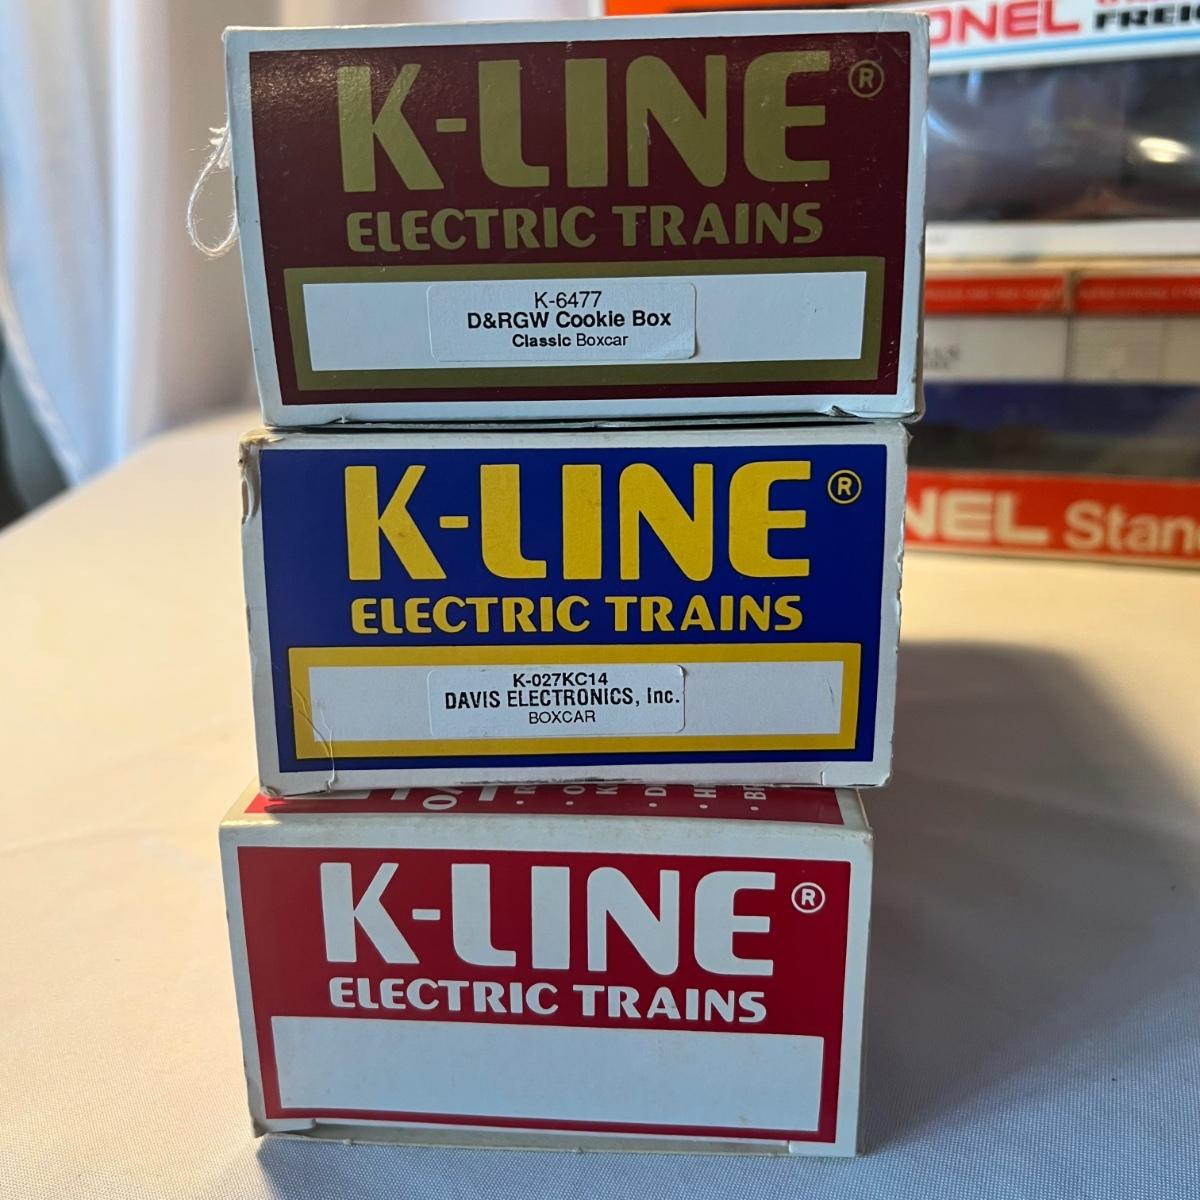 K-LINE®
ELECTRIC TRAINS
K-6477
D&RGW Cookie Box
Classic Boxcar
K-LINE®
ELECTRIC TRAINS
K-027KC14
DAVIS ELECTRONICS, Inc.
BOXCAR
K-LINE®
ELECTRIC TRAINS
ONEL
FREI
NEL Stan